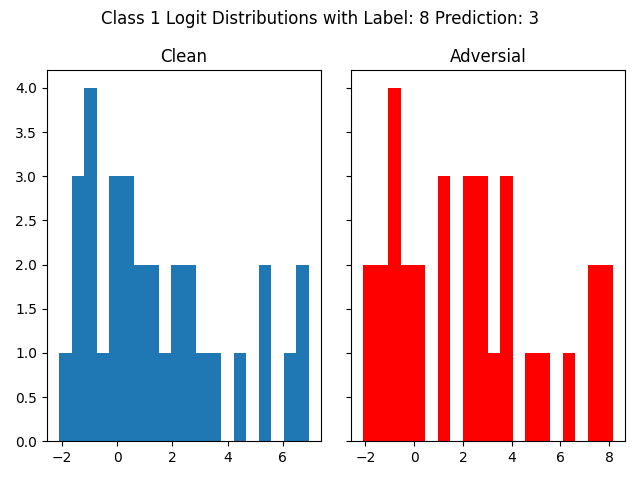 Class 1 Logit Distributions with Label: 8 Prediction: 3
Clean
Adversial
4.0
3.5
3.0
2.5
2.0
1.5
1.0
0.5
0.0
−2 0 2 4 6
−2 0 2 4 6 8